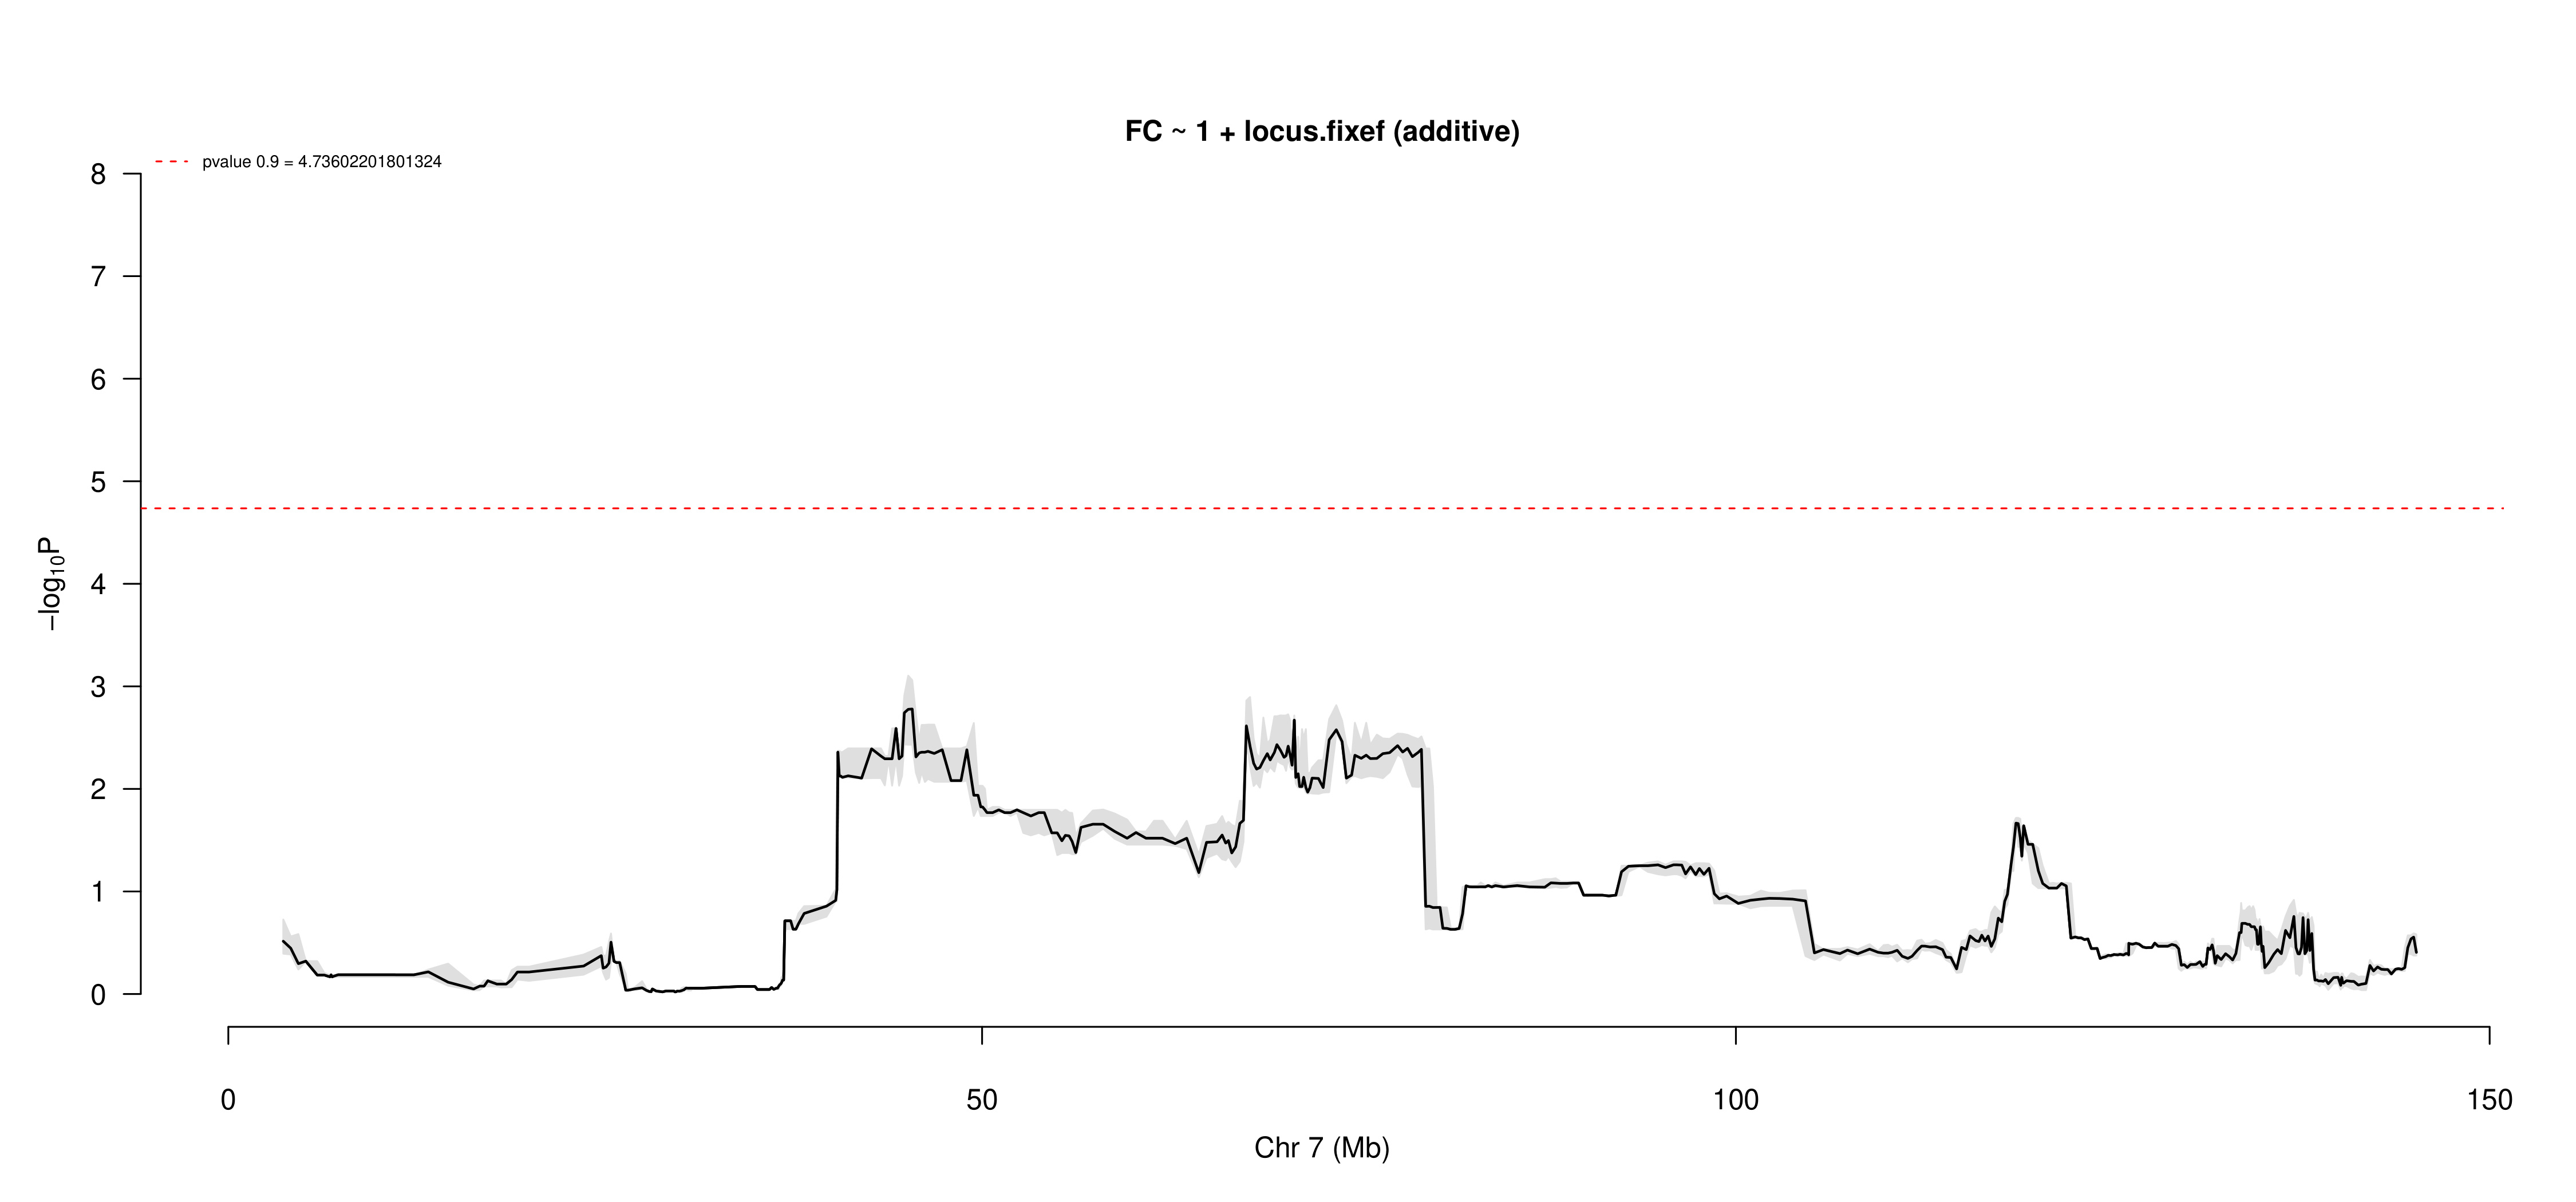 FC ~ 1 + locus.fixef (additive)
pvalue 0.9 = 4.73602201801324
8
7
6
5
4
3
2
1
0
−log10P
0 50 100 150
Chr 7 (Mb)